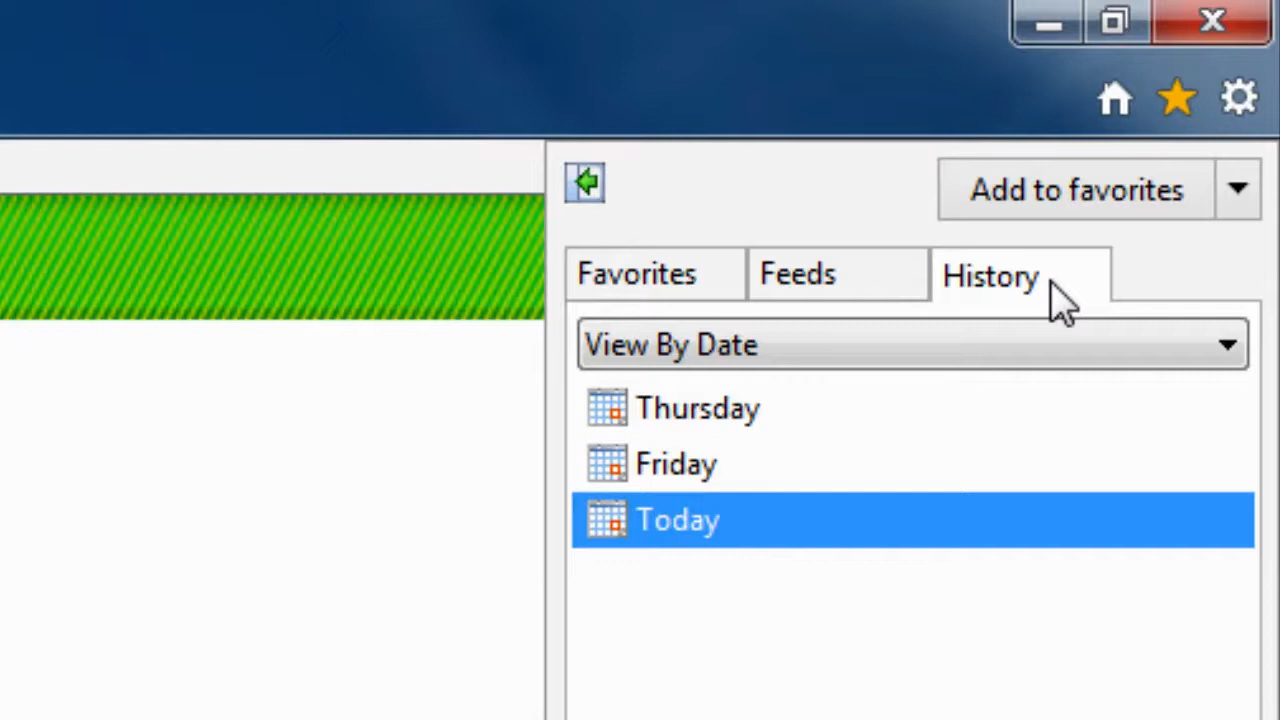 Add to favorites
Favorites Feeds History
View By Date
Thursday
Friday
Today